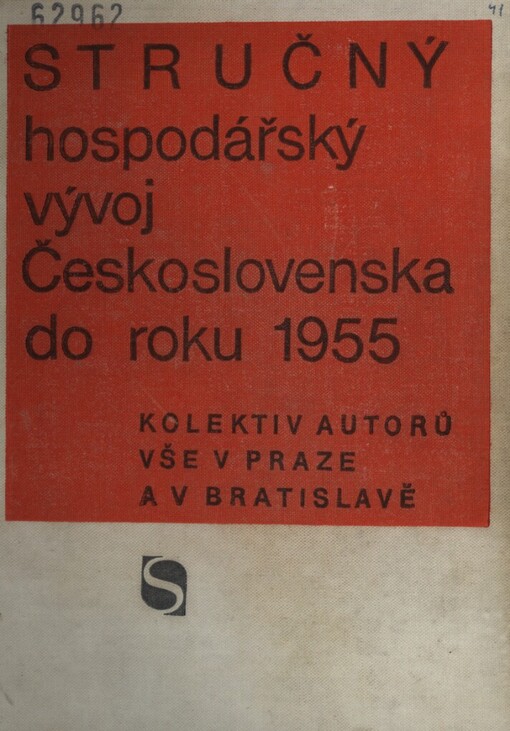 62962
41
STRUČNÝ
hospodářský
vývoj
Československa
do roku 1955
KOLEKTIV AUTORŮ
VŠE V PRAZE
A V BRATISLAVĚ
S